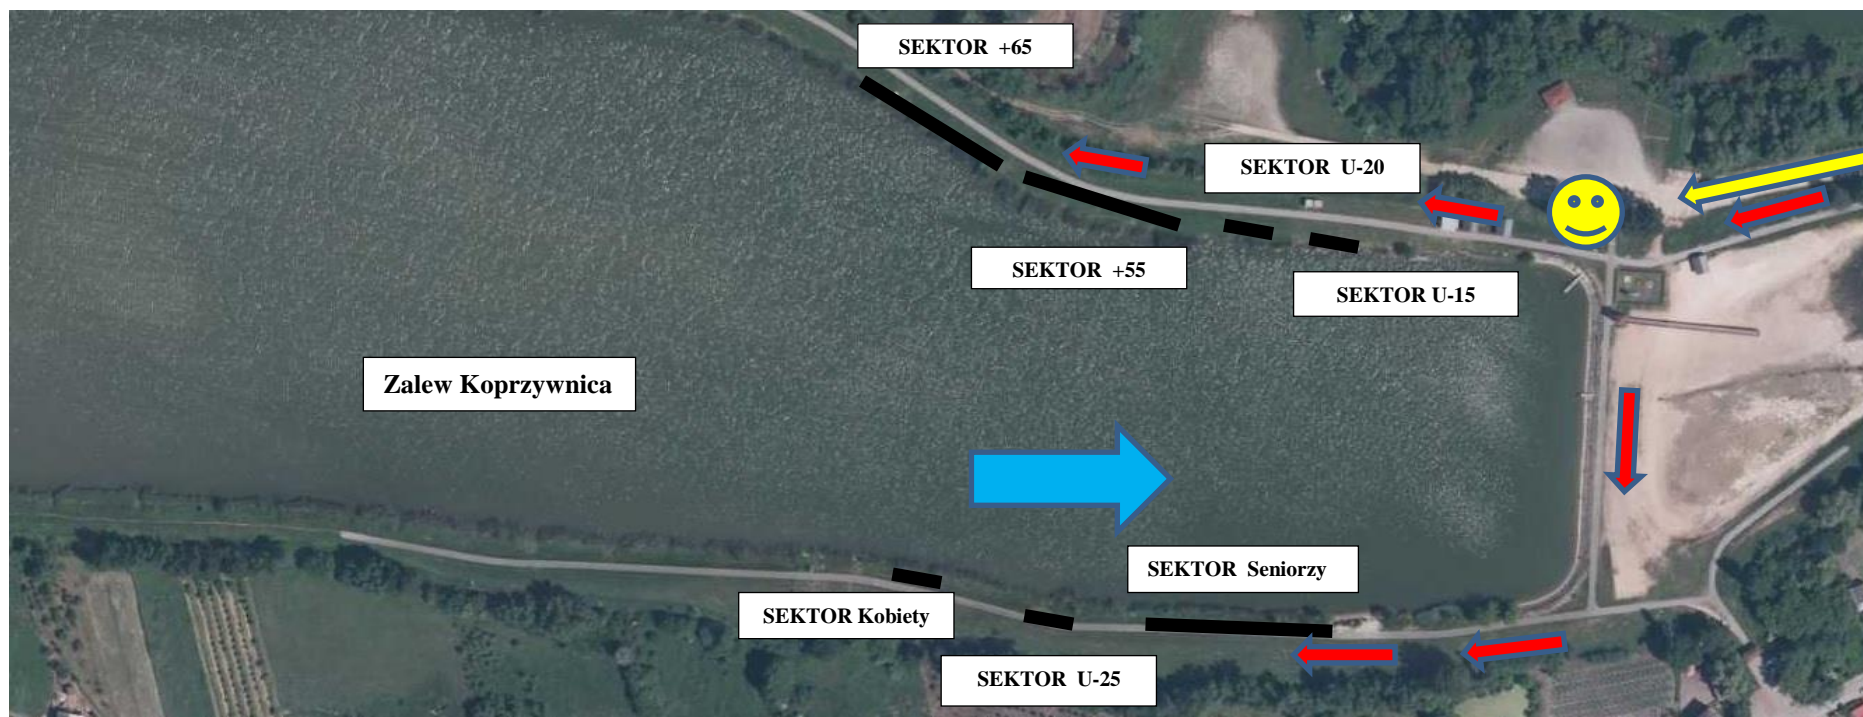 SEKTOR +65
SEKTOR U-20
SEKTOR +55
SEKTOR U-15
Zalew Koprzywnica
SEKTOR Seniorzy
SEKTOR Kobiety
SEKTOR U-25